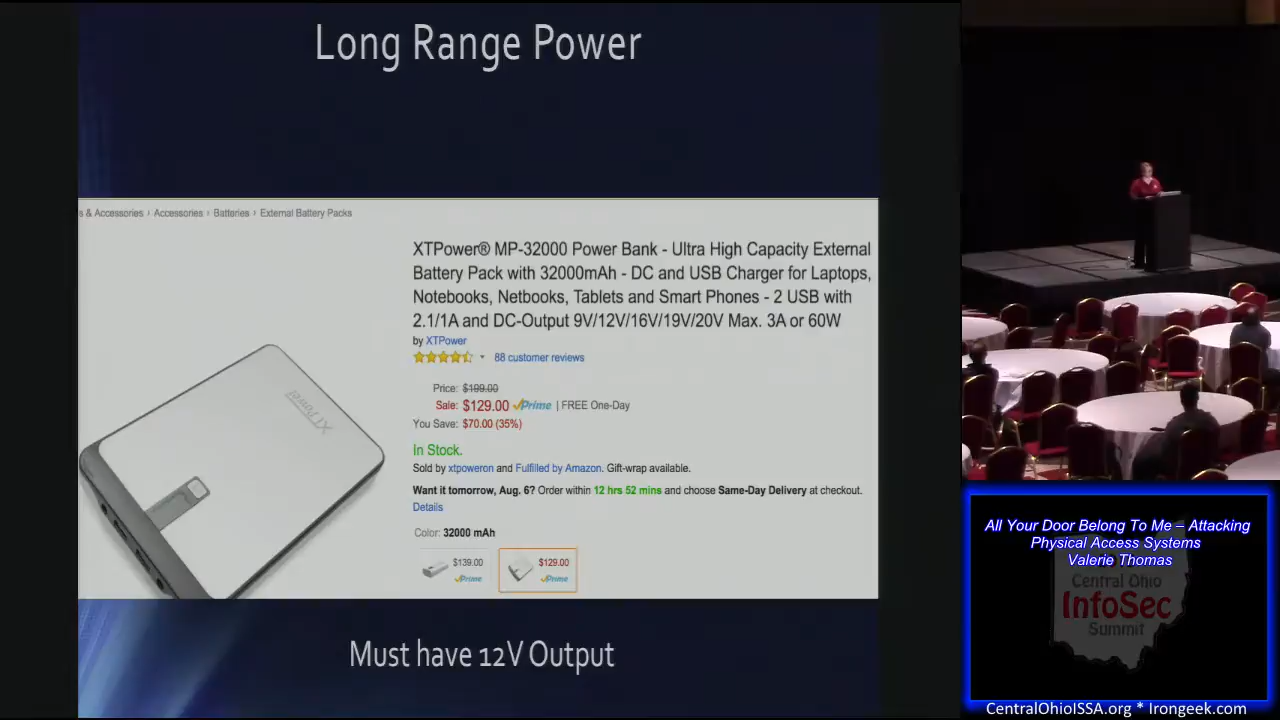 Long Range Power
s & Accessories › Accessories › Batteries › External Battery Packs
XTPower® MP-32000 Power Bank - Ultra High Capacity External
Battery Pack with 32000mAh - DC and USB Charger for Laptops,
Notebooks, Netbooks, Tablets and Smart Phones - 2 USB with
2.1/1A and DC-Output 9V/12V/16V/19V/20V Max. 3A or 60W
by XTPower
88 customer reviews
Price: $199.00
Sale: $129.00 Prime | FREE One-Day
You Save: $70.00 (35%)
In Stock.
Sold by xtpoweron and Fulfilled by Amazon. Gift-wrap available.
Want it tomorrow, Aug. 6? Order within 12 hrs 52 mins and choose Same-Day Delivery at checkout.
Details
Color: 32000 mAh
$139.00
Prime
$129.00
Prime
XTPower
Must have 12V Output
All Your Door Belong To Me – Attacking
Physical Access Systems
Valerie Thomas
Central Ohio
InfoSec
Summit
CentralOhioISSA.org * Irongeek.com